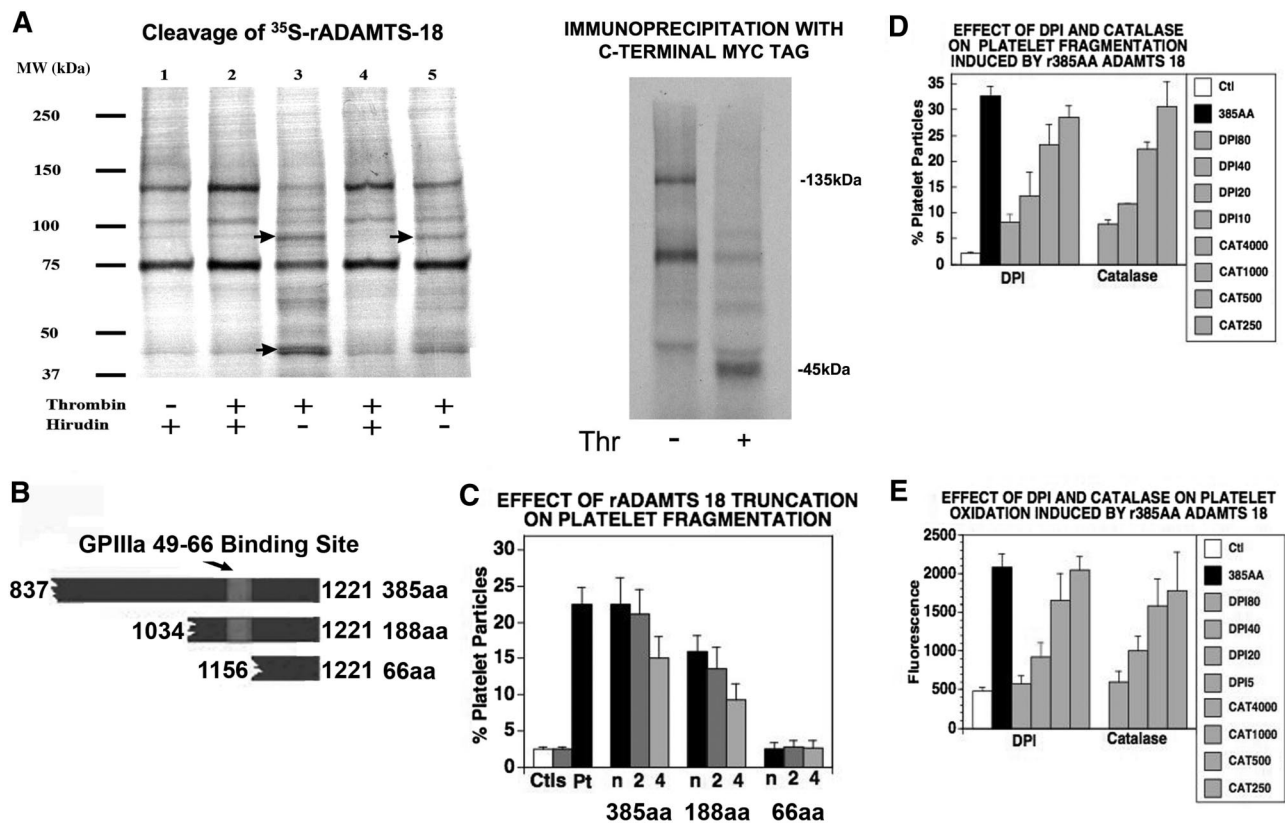 A
Cleavage of ³⁵S-rADAMTS-18
MW (kDa)
1 2 3 4 5
250
150
100
75
50
37
Thrombin - + + + +
Hirudin + + - + -
IMMUNOPRECIPITATION WITH
C-TERMINAL MYC TAG
-135kDa
-45kDa
Thr - +
B
GPIIIa 49-66 Binding Site
837 1221 385aa
1034 1221 188aa
1156 1221 66aa
C
EFFECT OF rADAMTS 18 TRUNCATION
ON PLATELET FRAGMENTATION
% Platelet Particles
30
25
20
15
10
5
0
Ctls Pt n 2 4 n 2 4 n 2 4
385aa 188aa 66aa
D
EFFECT OF DPI AND CATALASE
ON PLATELET FRAGMENTATION
INDUCED BY r385AA ADAMTS 18
% Platelet Particles
35
30
25
20
15
10
5
0
DPI Catalase
Ctl
385AA
DPI80
DPI40
DPI20
DPI10
CAT4000
CAT1000
CAT500
CAT250
E
EFFECT OF DPI AND CATALASE ON PLATELET
OXIDATION INDUCED BY r385AA ADAMTS 18
Fluorescence
2500
2000
1500
1000
500
0
DPI Catalase
Ctl
385AA
DPI80
DPI40
DPI20
DPI5
CAT4000
CAT1000
CAT500
CAT250